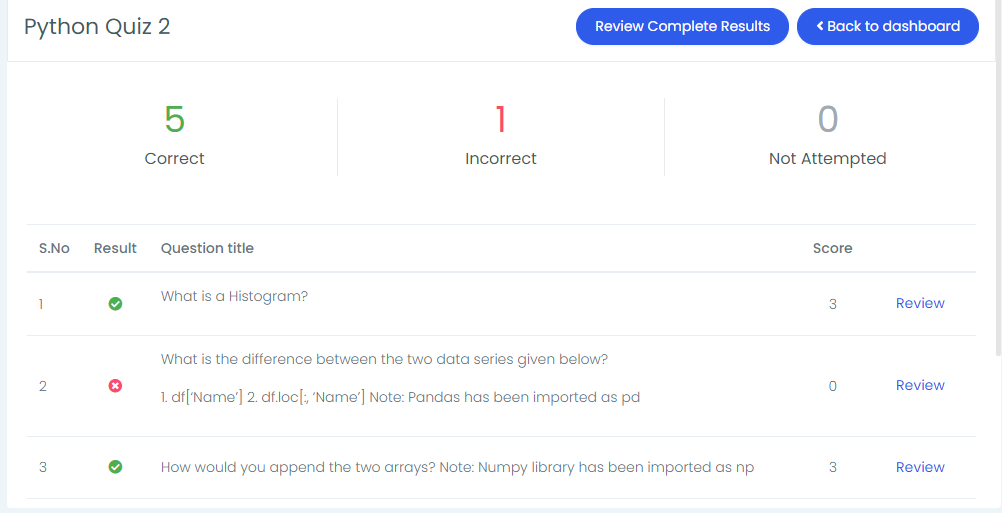 Python Quiz 2
Review Complete Results
Back to dashboard
5
Correct
1
Incorrect
0
Not Attempted
S.No Result Question title Score
1 What is a Histogram? 3 Review
What is the difference between the two data series given below?
2 0 Review
1. df[‘Name’] 2. df.loc[:, ‘Name’] Note: Pandas has been imported as pd
3 How would you append the two arrays? Note: Numpy library has been imported as np 3 Review